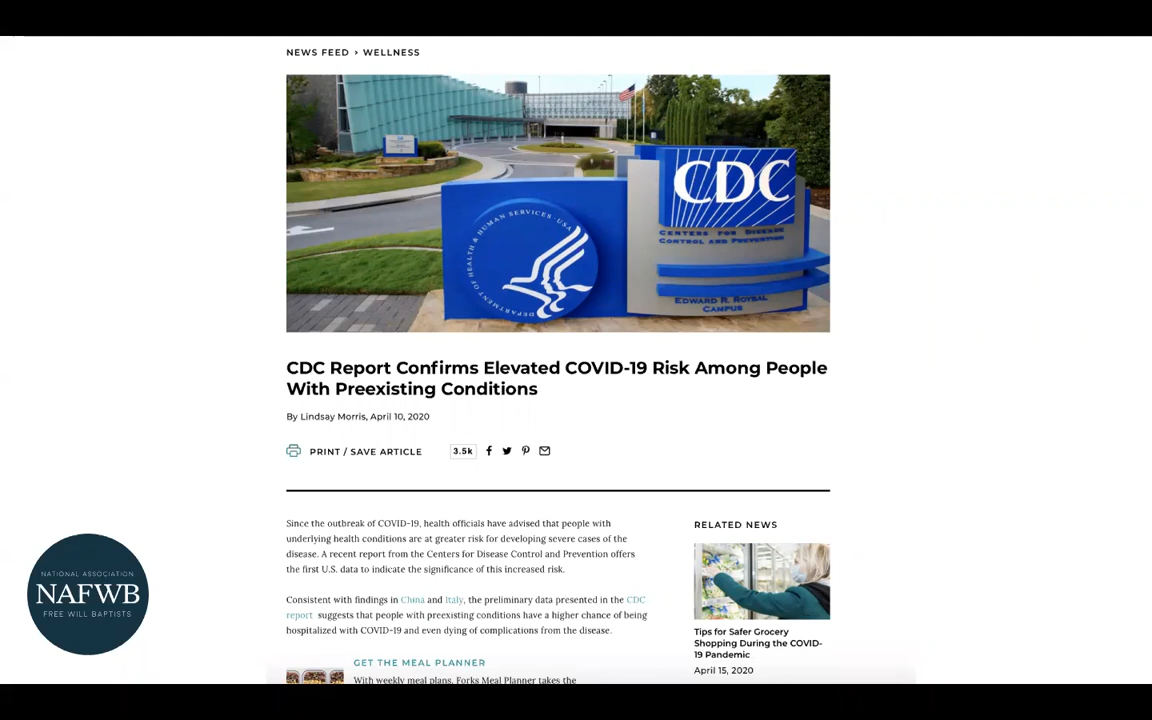 NEWS FEED › WELLNESS
DEPARTMENT OF HEALTH & HUMAN SERVICES · USA
CDC
CENTERS FOR DISEASE
CONTROL AND PREVENTION
EDWARD R. ROYBAL
CAMPUS
CDC Report Confirms Elevated COVID-19 Risk Among People
With Preexisting Conditions
By Lindsay Morris, April 10, 2020
PRINT / SAVE ARTICLE
3.5k
Since the outbreak of COVID-19, health officials have advised that people with
underlying health conditions are at greater risk for developing severe cases of the
disease. A recent report from the Centers for Disease Control and Prevention offers
the first U.S. data to indicate the significance of this increased risk.
Consistent with findings in China and Italy, the preliminary data presented in the CDC
report suggests that people with preexisting conditions have a higher chance of being
hospitalized with COVID-19 and even dying of complications from the disease.
GET THE MEAL PLANNER
With weekly meal plans, Forks Meal Planner takes the
RELATED NEWS
Tips for Safer Grocery
Shopping During the COVID-
19 Pandemic
April 15, 2020
NATIONAL ASSOCIATION
NAFWB
FREE WILL BAPTISTS